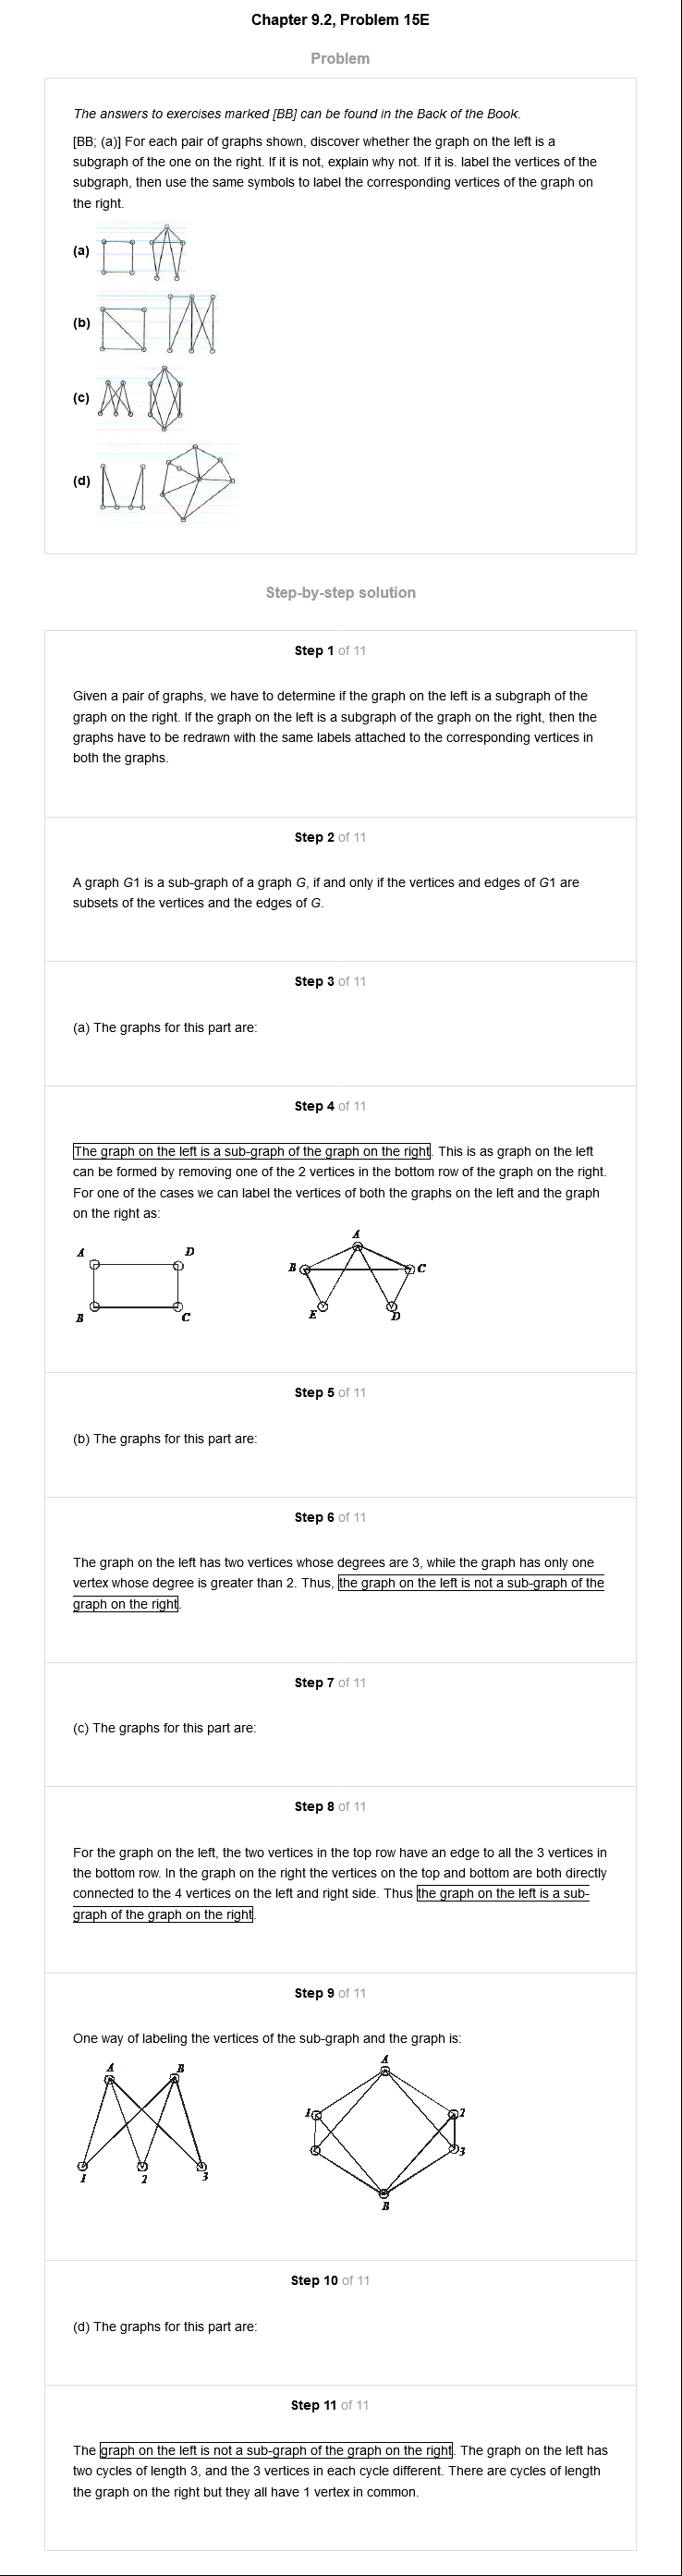 Chapter 9.2, Problem 15E
Problem
The answers to exercises marked [BB] can be found in the Back of the Book.
[BB; (a)] For each pair of graphs shown, discover whether the graph on the left is a
subgraph of the one on the right. If it is not, explain why not. If it is. label the vertices of the
subgraph, then use the same symbols to label the corresponding vertices of the graph on
the right.
(a)
(b)
(c)
(d)
Step-by-step solution
Step 1 of 11
Given a pair of graphs, we have to determine if the graph on the left is a subgraph of the
graph on the right. If the graph on the left is a subgraph of the graph on the right, then the
graphs have to be redrawn with the same labels attached to the corresponding vertices in
both the graphs.
Step 2 of 11
A graph G1 is a sub-graph of a graph G, if and only if the vertices and edges of G1 are
subsets of the vertices and the edges of G.
Step 3 of 11
(a) The graphs for this part are:
Step 4 of 11
The graph on the left is a sub-graph of the graph on the right. This is as graph on the left
can be formed by removing one of the 2 vertices in the bottom row of the graph on the right.
For one of the cases we can label the vertices of both the graphs on the left and the graph
on the right as:
A D A
B C
B C E D
Step 5 of 11
(b) The graphs for this part are:
Step 6 of 11
The graph on the left has two vertices whose degrees are 3, while the graph has only one
vertex whose degree is greater than 2. Thus, the graph on the left is not a sub-graph of the
graph on the right.
Step 7 of 11
(c) The graphs for this part are:
Step 8 of 11
For the graph on the left, the two vertices in the top row have an edge to all the 3 vertices in
the bottom row. In the graph on the right the vertices on the top and bottom are both directly
connected to the 4 vertices on the left and right side. Thus the graph on the left is a sub-
graph of the graph on the right.
Step 9 of 11
One way of labeling the vertices of the sub-graph and the graph is:
A B A
1 2
3
1 2 3
B
Step 10 of 11
(d) The graphs for this part are:
Step 11 of 11
The graph on the left is not a sub-graph of the graph on the right. The graph on the left has
two cycles of length 3, and the 3 vertices in each cycle different. There are cycles of length
the graph on the right but they all have 1 vertex in common.